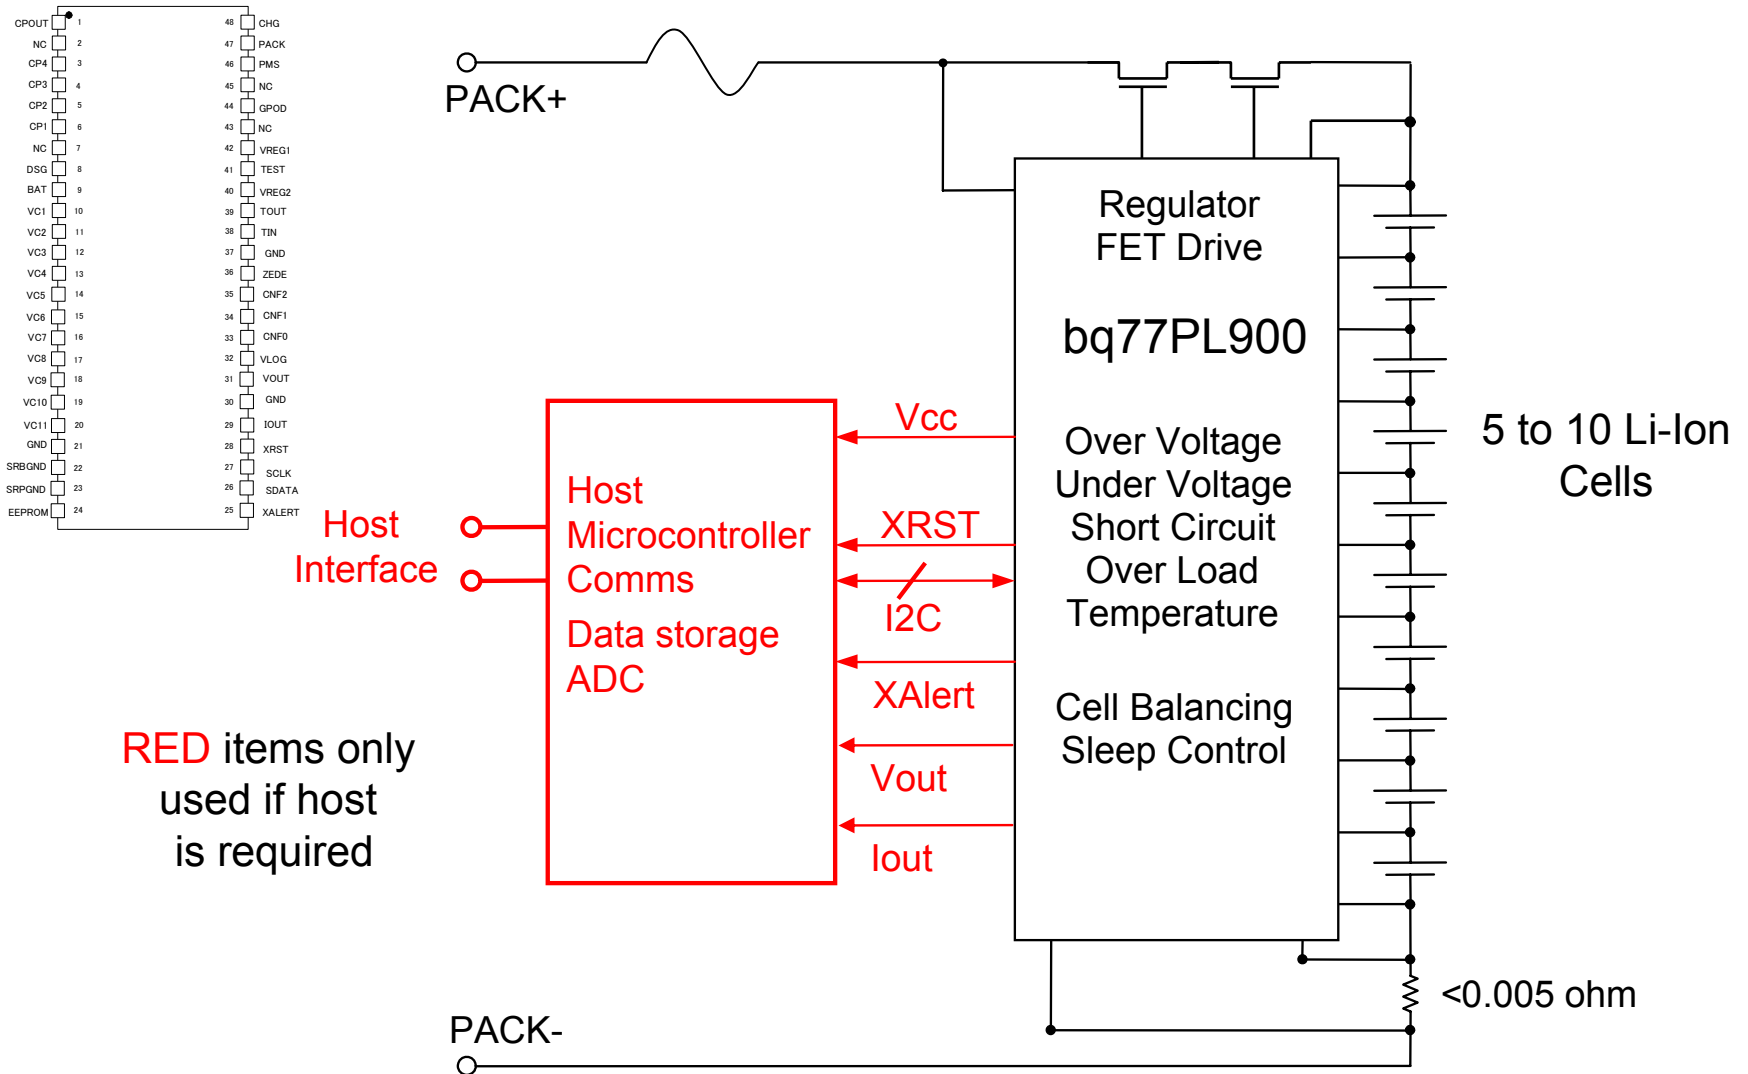 CPOUT 1 48 CHG
NC 2 47 PACK
CP4 3 46 PMS
CP3 4 45 NC
CP2 5 44 GPOD
CP1 6 43 NC
NC 7 42 VREG1
DSG 8 41 TEST
BAT 9 40 VREG2
VC1 10 39 TOUT
VC2 11 38 TIN
VC3 12 37 GND
VC4 13 36 ZEDE
VC5 14 35 CNF2
VC6 15 34 CNF1
VC7 16 33 CNF0
VC8 17 32 VLOG
VC9 18 31 VOUT
VC10 19 30 GND
VC11 20 29 IOUT
GND 21 28 XRST
SRBGND 22 27 SCLK
SRPGND 23 26 SDATA
EEPROM 24 25 XALERT
PACK+
Regulator
FET Drive
bq77PL900
Over Voltage
Under Voltage
Short Circuit
Over Load
Temperature
Cell Balancing
Sleep Control
5 to 10 Li-Ion
Cells
Vcc
XRST
I2C
XAlert
Vout
Iout
Host
Microcontroller
Comms
Data storage
ADC
Host
Interface
RED items only
used if host
is required
<0.005 ohm
PACK-